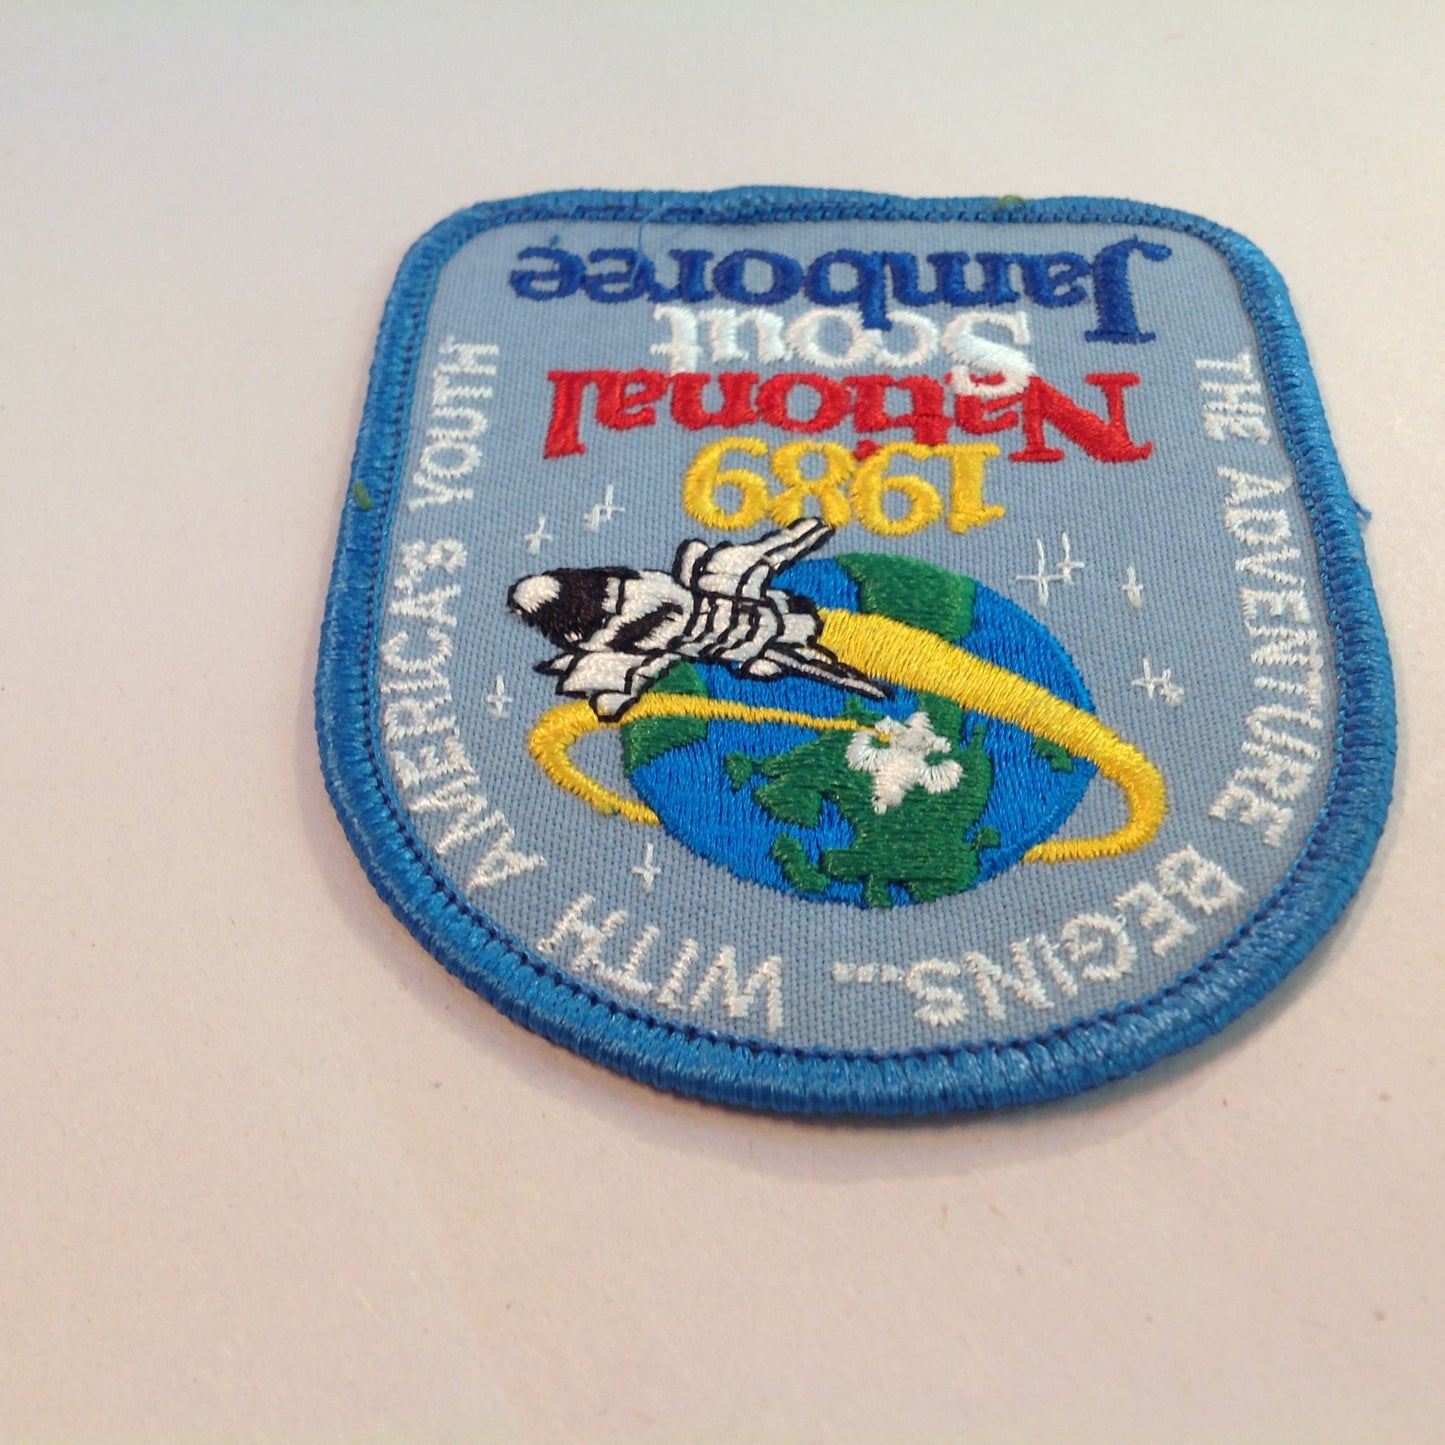 THE ADVENTURE BEGINS... WITH AMERICA'S YOUTH
1989
National
Scout
Jamboree